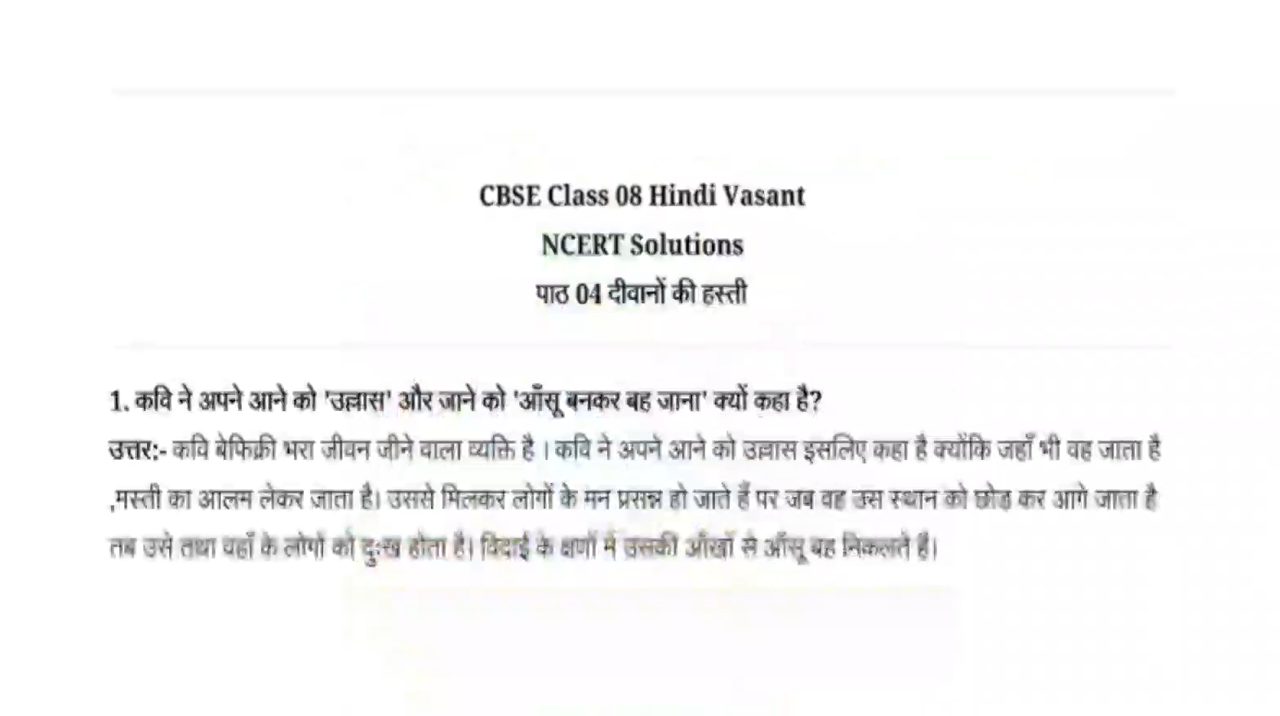 CBSE Class 08 Hindi Vasant
NCERT Solutions
पाठ 04 दीवानों की हस्ती
1. कवि ने अपने आने को 'उल्लास' और जाने को 'आँसू बनकर बह जाना' क्यों कहा है?
उत्तर:- कवि बेफिक्री भरा जीवन जीने वाला व्यक्ति है । कवि ने अपने आने को उल्लास इसलिए कहा है क्योंकि जहाँ भी वह जाता है
,मस्ती का आलम लेकर जाता है। उससे मिलकर लोगों के मन प्रसन्न हो जाते हैं पर जब वह उस स्थान को छोड़ कर आगे जाता है
तब उसे तथा वहाँ के लोगों को दुःख होता है। विदाई के क्षणों में उसकी आँखों से आँसू बह निकलते हैं।